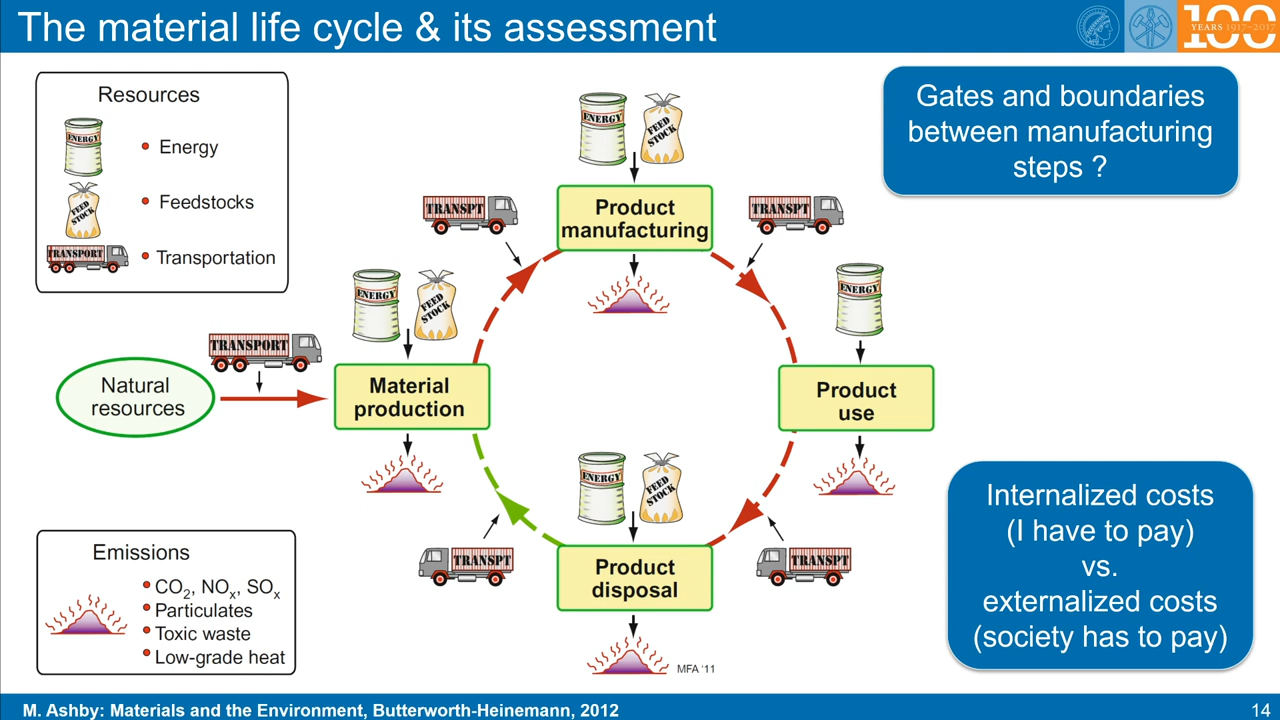 The material life cycle & its assessment
100
YEARS 1917–2017
Resources
ENERGY
• Energy
FEED
STOCK
• Feedstocks
TRANSPORT
• Transportation
ENERGY
FEED
STOCK
Gates and boundaries
between manufacturing
steps ?
TRANSPT
Product
manufacturing
TRANSPT
ENERGY
FEED
STOCK
ENERGY
TRANSPORT
Natural
resources
Material
production
Product
use
ENERGY
FEED
STOCK
Internalized costs
(I have to pay)
vs.
externalized costs
(society has to pay)
TRANSPT
Product
disposal
TRANSPT
Emissions
• CO₂, NOₓ, SOₓ
• Particulates
• Toxic waste
• Low-grade heat
MFA '11
M. Ashby: Materials and the Environment, Butterworth-Heinemann, 2012
14